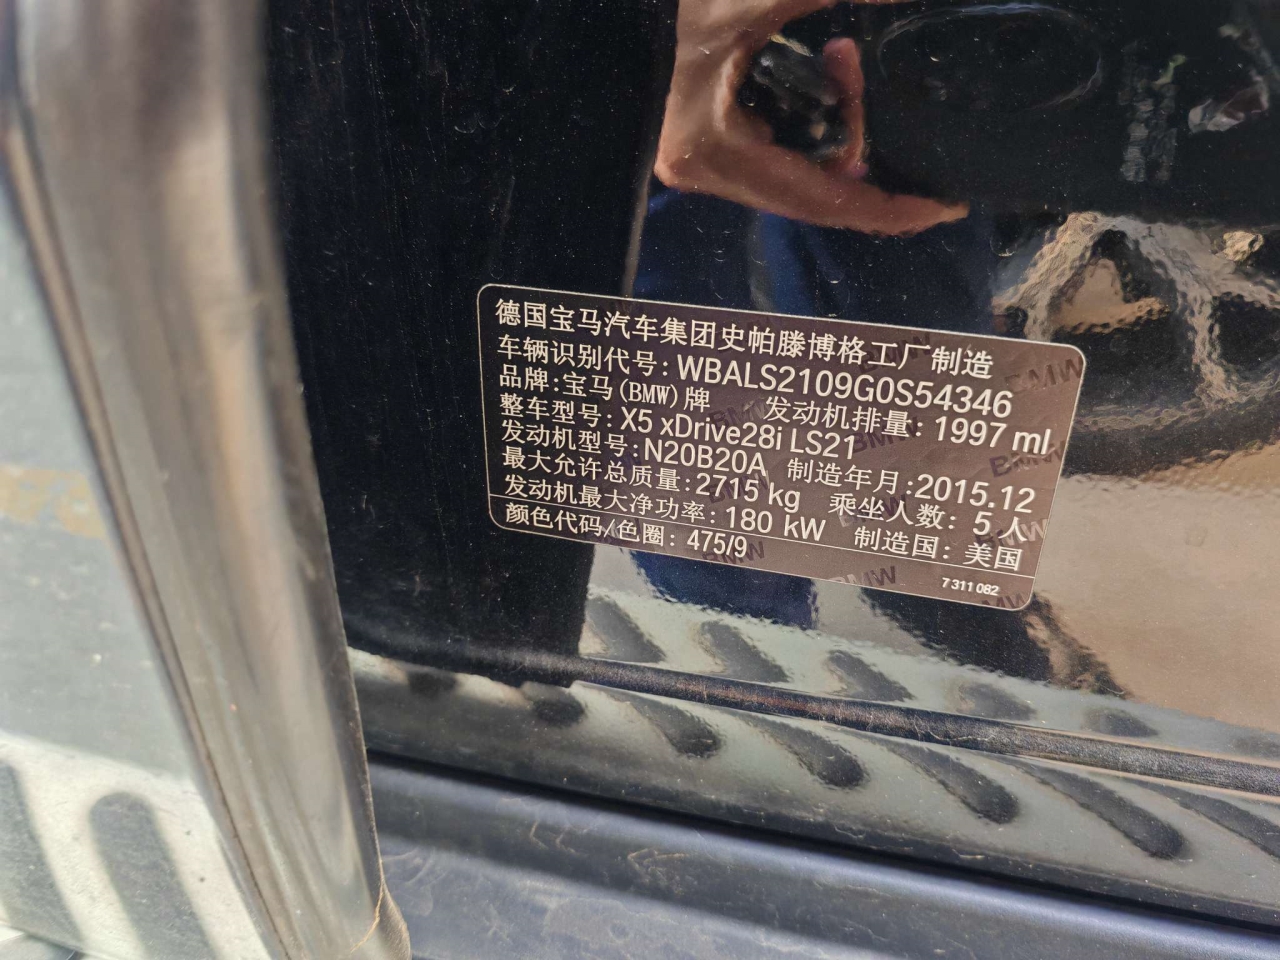 德国宝马汽车集团史帕滕博格工厂制造
车辆识别代号: WBALS2109G0S54346
品牌:宝马(BMW)牌 发动机排量: 1997 ml
整车型号: X5 xDrive28i LS21
发动机型号:N20B20A 制造年月:2015.12
最大允许总质量:2715 kg 乘坐人数: 5 人
发动机最大净功率: 180 kW 制造国: 美国
颜色代码/色圈: 475/9
7 311 082